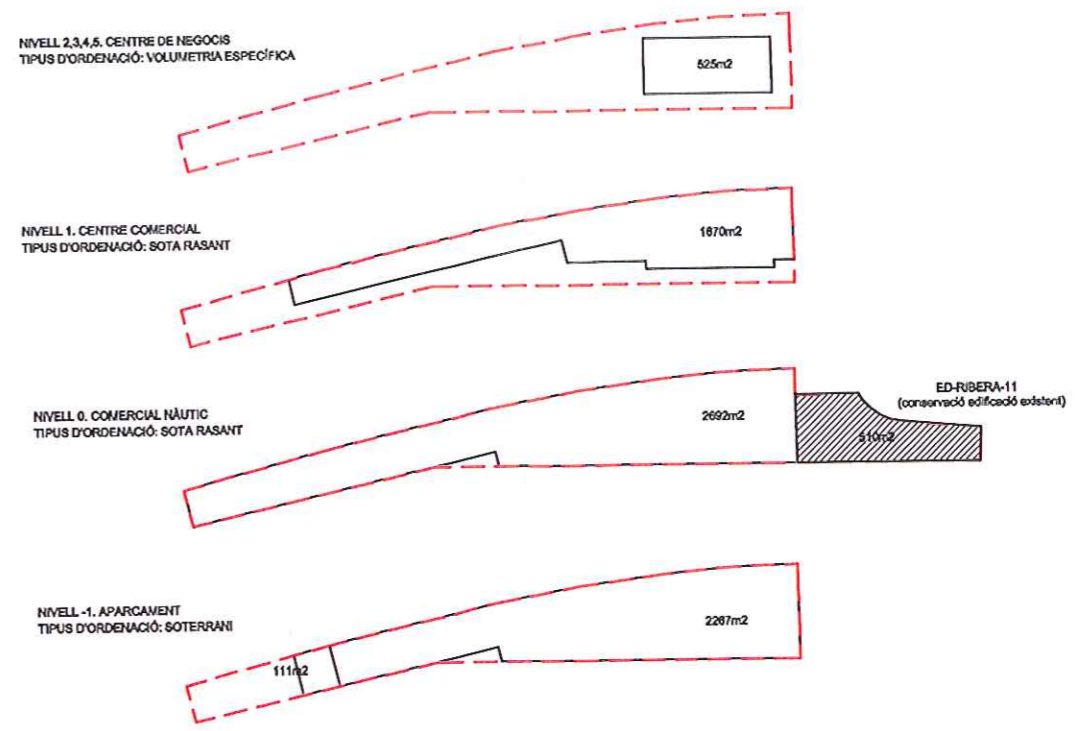 NIVELL 2,3,4,5. CENTRE DE NEGOCIS
TIPUS D'ORDENACIÓ: VOLUMETRIA ESPECÍFICA
525m2
NIVELL 1. CENTRE COMERCIAL
TIPUS D'ORDENACIÓ: SOTA RASANT
1670m2
NIVELL 0. COMERCIAL NÀUTIC
TIPUS D'ORDENACIÓ: SOTA RASANT
2692m2
ED-RIBERA-11
(conservació edificació existent)
510m2
NIVELL -1. APARCAMENT
TIPUS D'ORDENACIÓ: SOTERRANI
2267m2
111m2